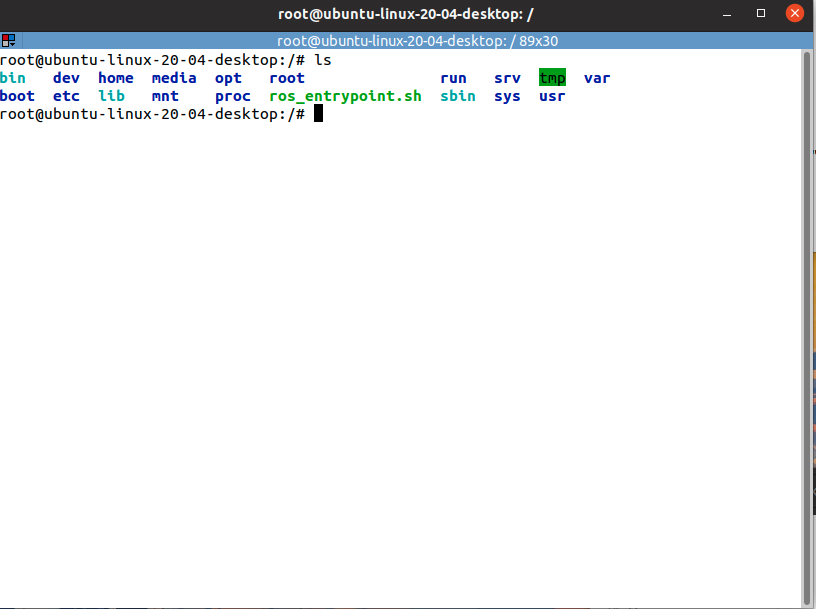 root@ubuntu-linux-20-04-desktop: /
root@ubuntu-linux-20-04-desktop: / 89x30
root@ubuntu-linux-20-04-desktop:/# ls
bin   dev  home  media  opt   root               run   srv  tmp  var
boot  etc  lib   mnt    proc  ros_entrypoint.sh  sbin  sys  usr
root@ubuntu-linux-20-04-desktop:/#